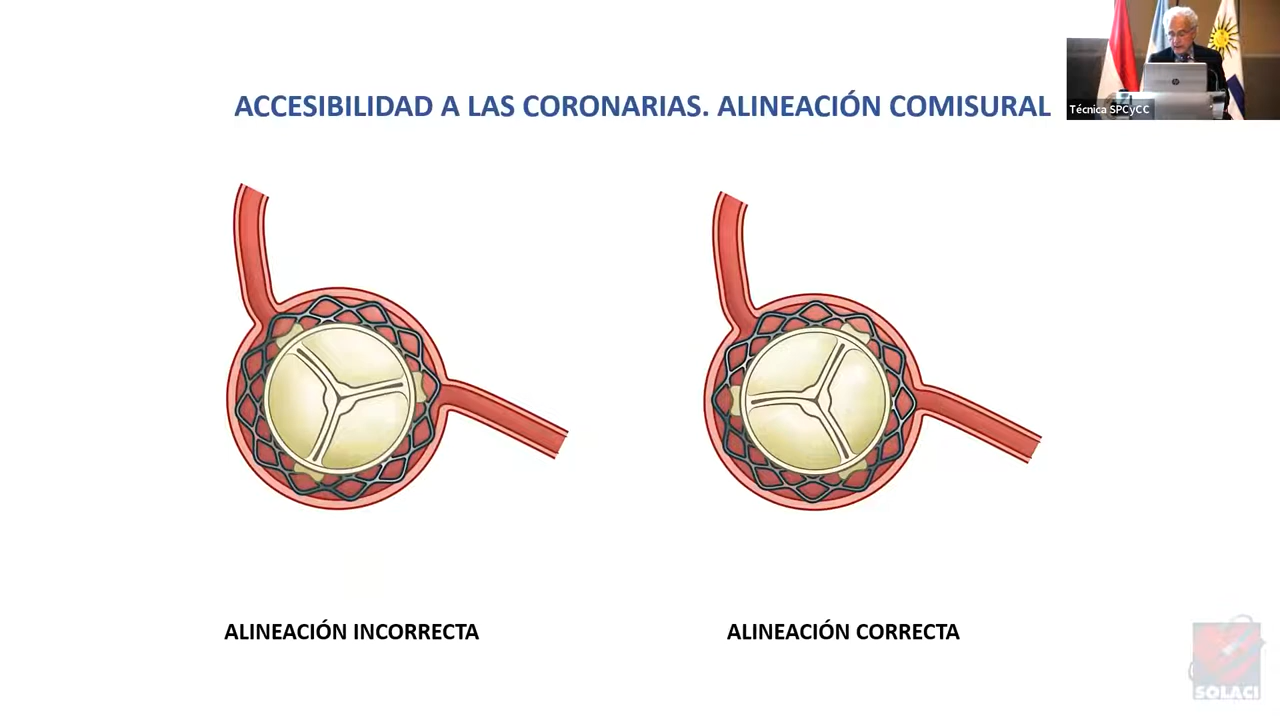 Técnica SPCyCC
ACCESIBILIDAD A LAS CORONARIAS. ALINEACIÓN COMISURAL
ALINEACIÓN INCORRECTA
ALINEACIÓN CORRECTA
SOLACI